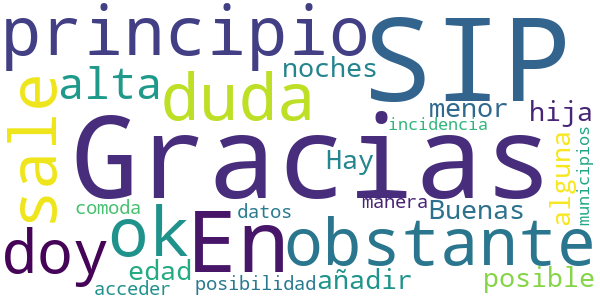 principio
SIP
sale
alta
duda
noches
menor
hija
Gracias
incidencia
Hay
alguna
municipios
doy
ok
En
obstante
manera
Buenas
comoda
datos
edad
posibilidad
añadir
posible
acceder